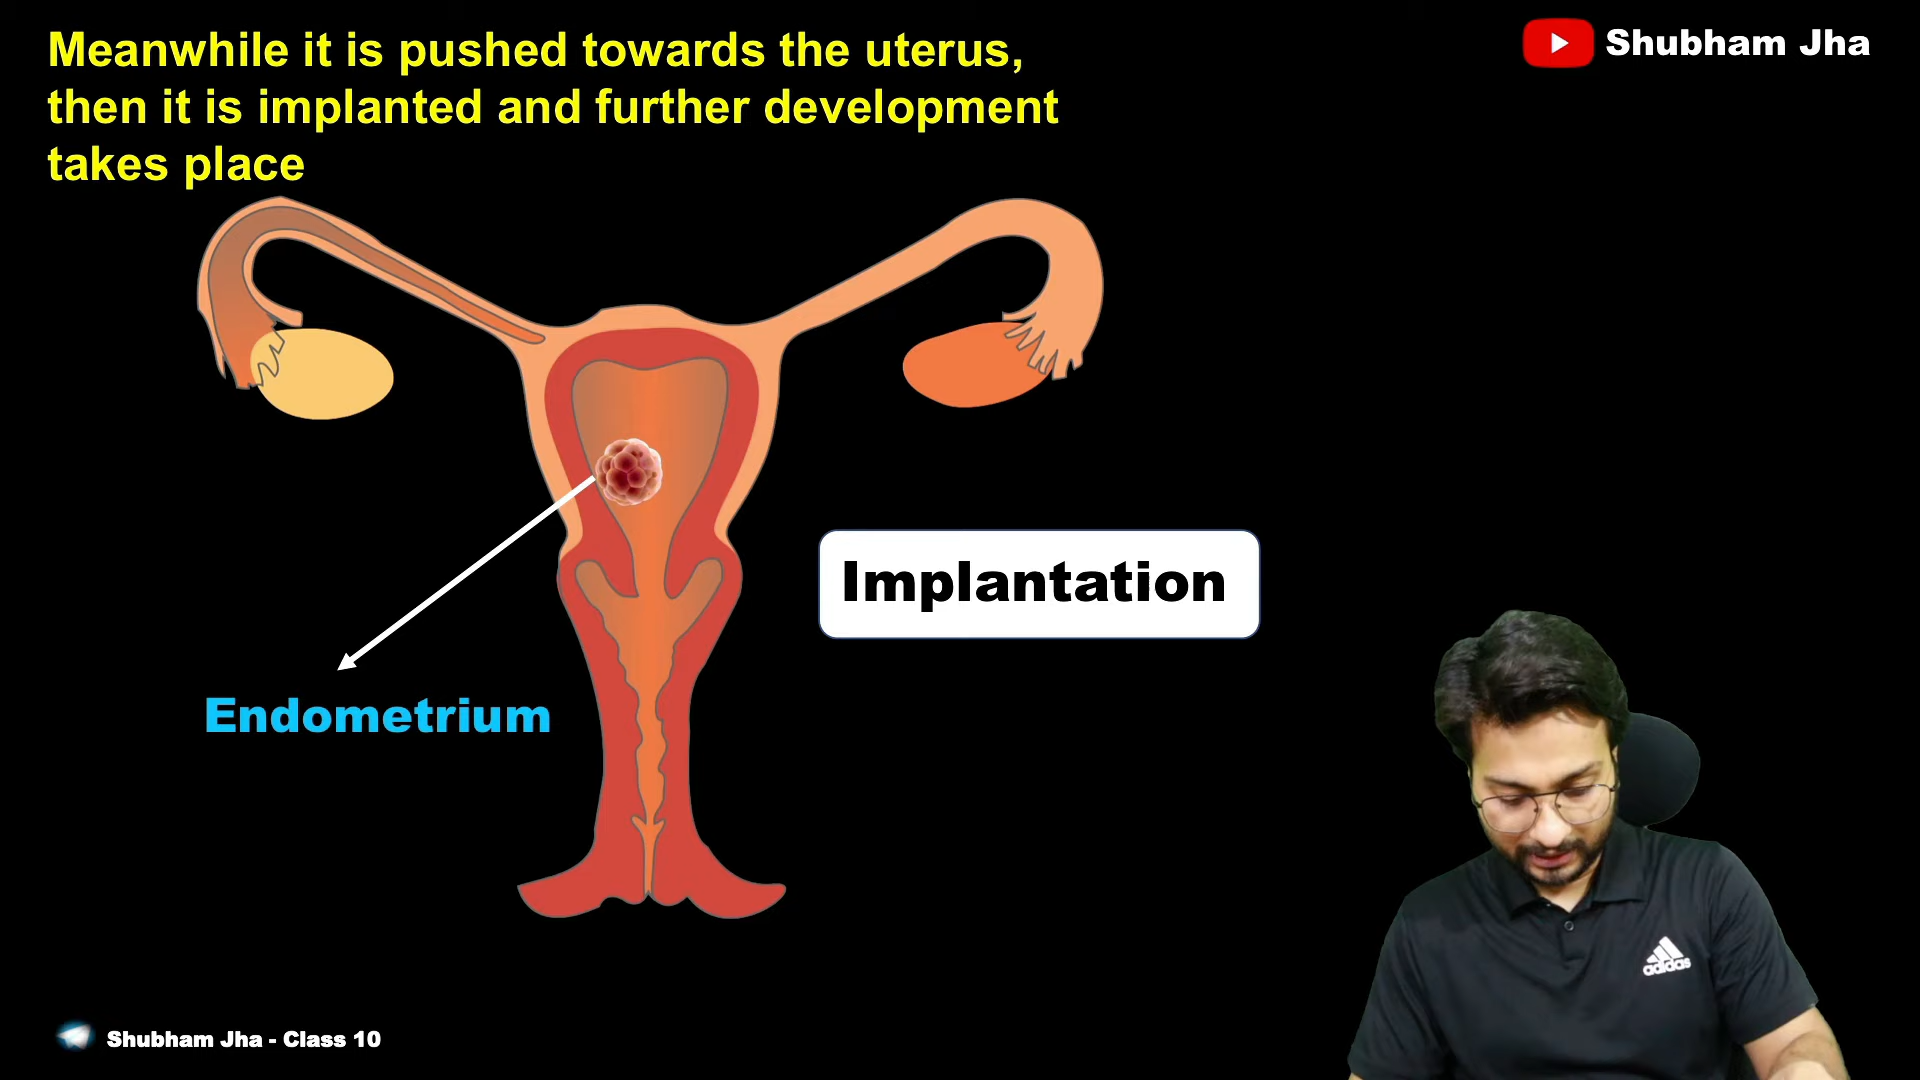 Meanwhile it is pushed towards the uterus,
then it is implanted and further development
takes place
Shubham Jha
Implantation
Endometrium
adidas
Shubham Jha - Class 10